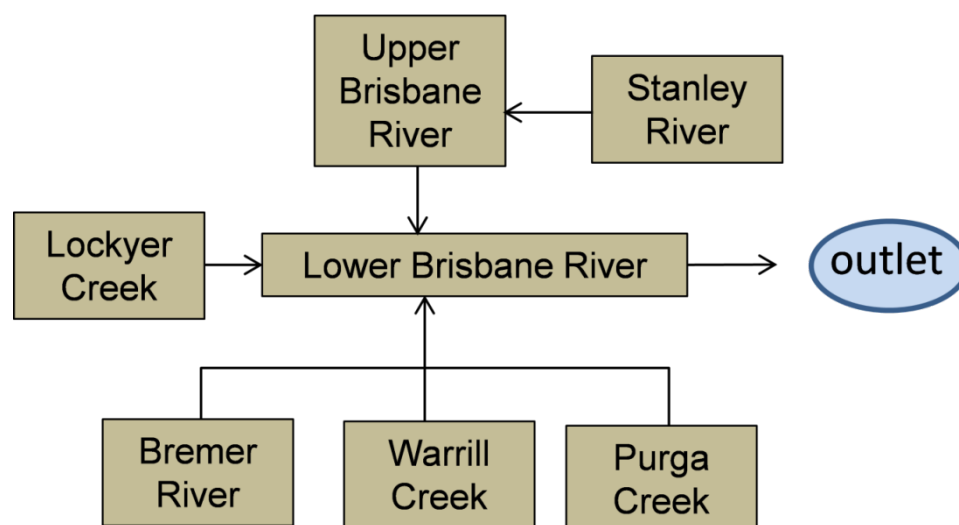 Upper
Brisbane
River
Stanley
River
Lockyer
Creek
Lower Brisbane River
outlet
Bremer
River
Warrill
Creek
Purga
Creek